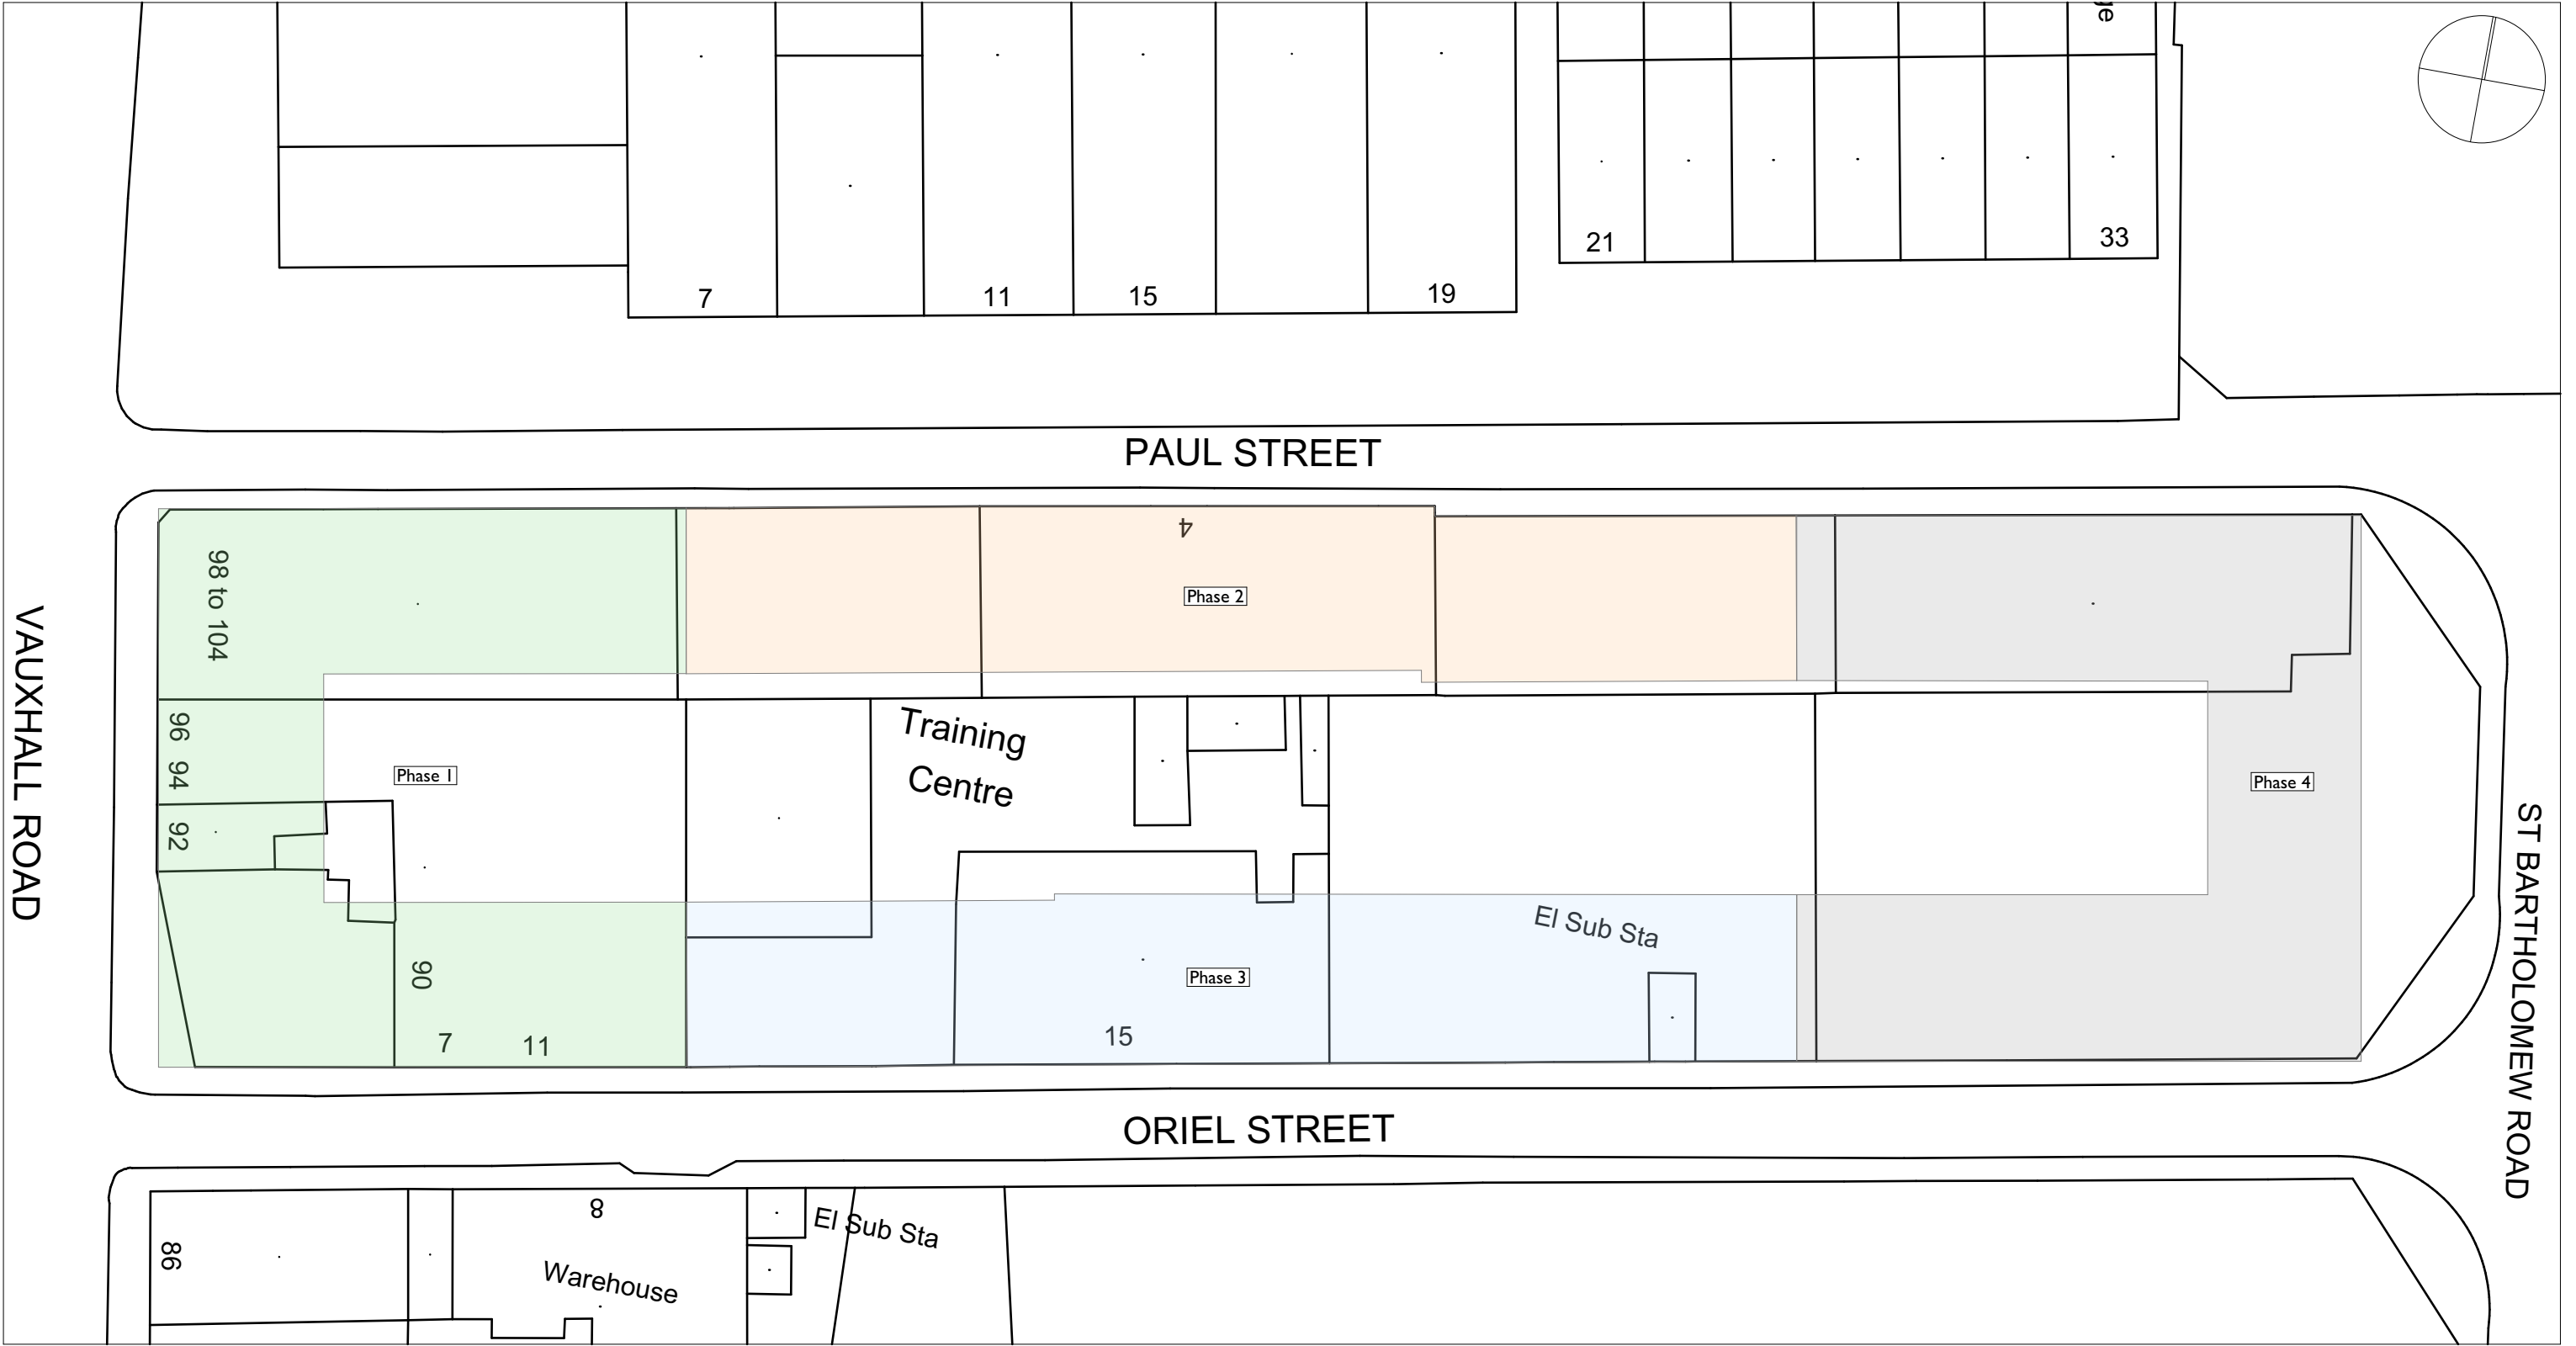 ge
21
33
7
11
15
19
PAUL STREET
4
98 to 104
Phase 2
VAUXHALL ROAD
96
94
92
Training
Centre
Phase 1
Phase 4
ST BARTHOLOMEW ROAD
El Sub Sta
90
Phase 3
7
11
15
ORIEL STREET
8
El Sub Sta
86
Warehouse